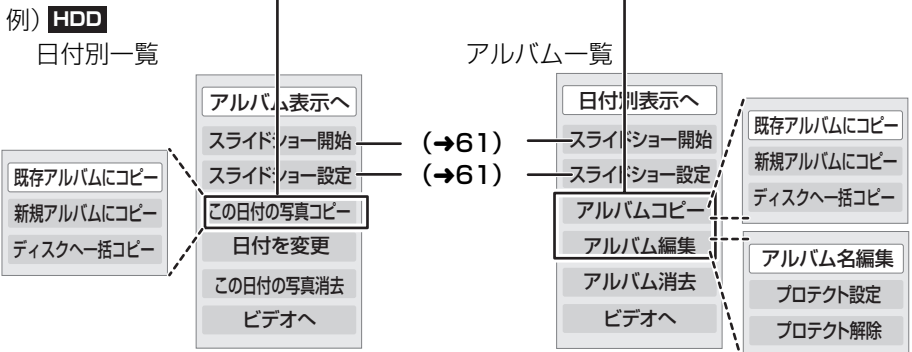 例）HDD
日付別一覧
アルバム表示へ
スライドショー開始
スライドショー設定
この日付の写真コピー
日付を変更
この日付の写真消去
ビデオへ
既存アルバムにコピー
新規アルバムにコピー
ディスクへ一括コピー
（➔61）
（➔61）
アルバム一覧
日付別表示へ
スライドショー開始
スライドショー設定
アルバムコピー
アルバム編集
アルバム消去
ビデオへ
既存アルバムにコピー
新規アルバムにコピー
ディスクへ一括コピー
アルバム名編集
プロテクト設定
プロテクト解除